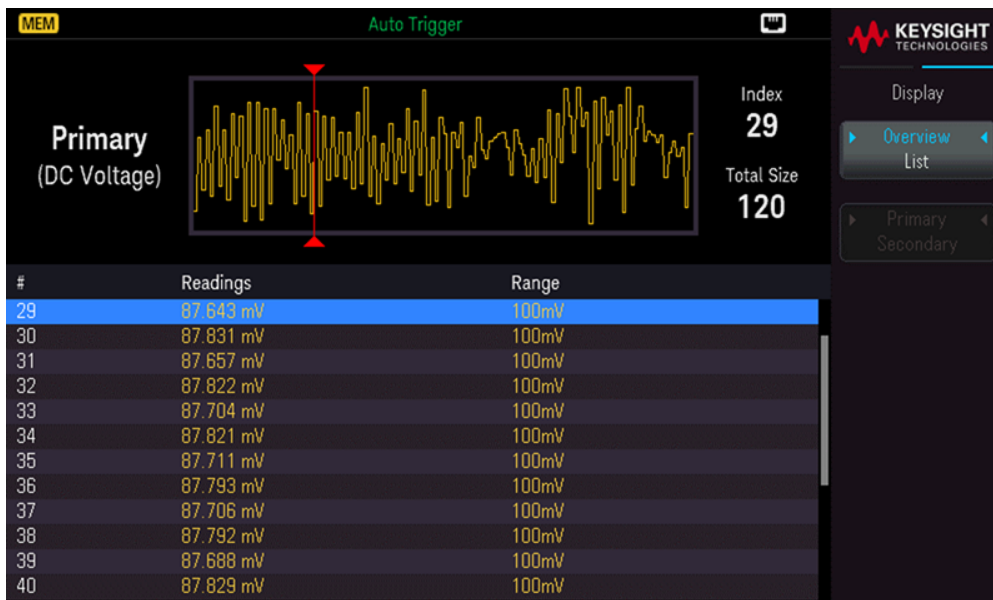 MEM Auto Trigger
KEYSIGHT
TECHNOLOGIES
Display
Overview
List
Primary
Secondary
Primary
(DC Voltage)
Index
29
Total Size
120
# Readings Range
29 87.643 mV 100mV
30 87.831 mV 100mV
31 87.657 mV 100mV
32 87.822 mV 100mV
33 87.704 mV 100mV
34 87.821 mV 100mV
35 87.711 mV 100mV
36 87.793 mV 100mV
37 87.706 mV 100mV
38 87.792 mV 100mV
39 87.688 mV 100mV
40 87.829 mV 100mV